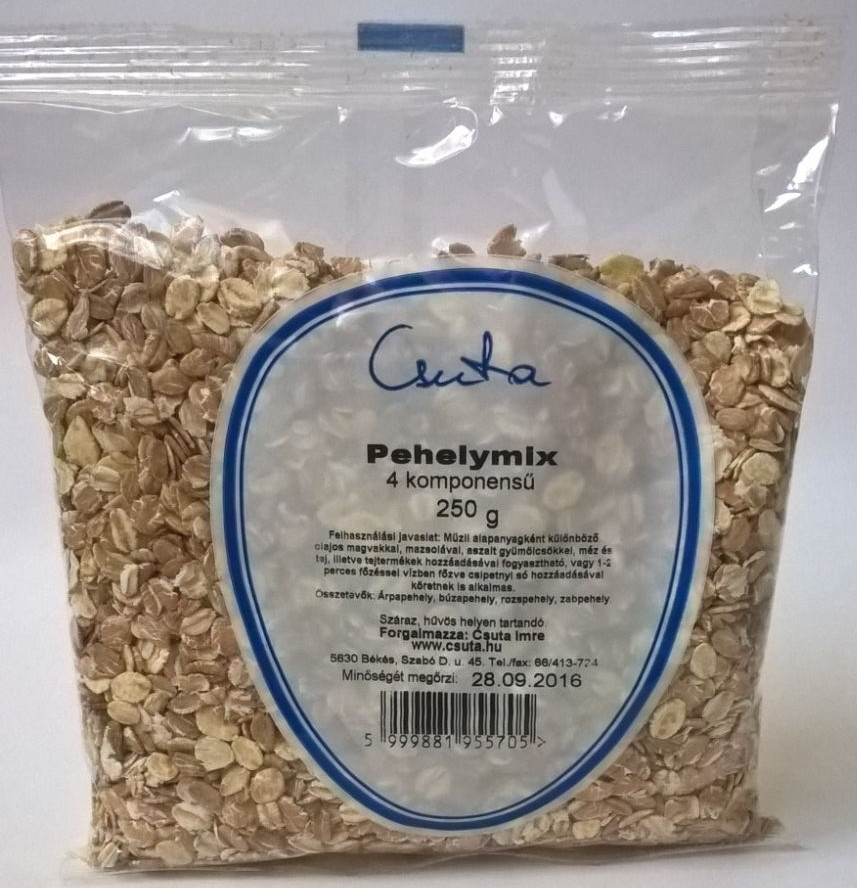 Csuta
Pehelymix
4 komponensű
250 g
Felhasználási javaslat: Müzli alapanyagként különböző
olajos magvakkal, mazsolával, aszalt gyümölcsökkel, méz és
tej, illetve tejtermékek hozzáadásával fogyasztható, vagy 1-2
perces főzéssel vízben főzve csipetnyi só hozzáadásával
köretnek is alkalmas.
Összetevők: Árpapehely, búzapehely, rozspehely, zabpehely
Száraz, hűvös helyen tartandó
Forgalmazza: Csuta Imre
www.csuta.hu
5630 Békés, Szabó D. u. 45. Tel./fax: 66/413-724
Minőségét megőrzi: 28.09.2016
5 999881 955705 >